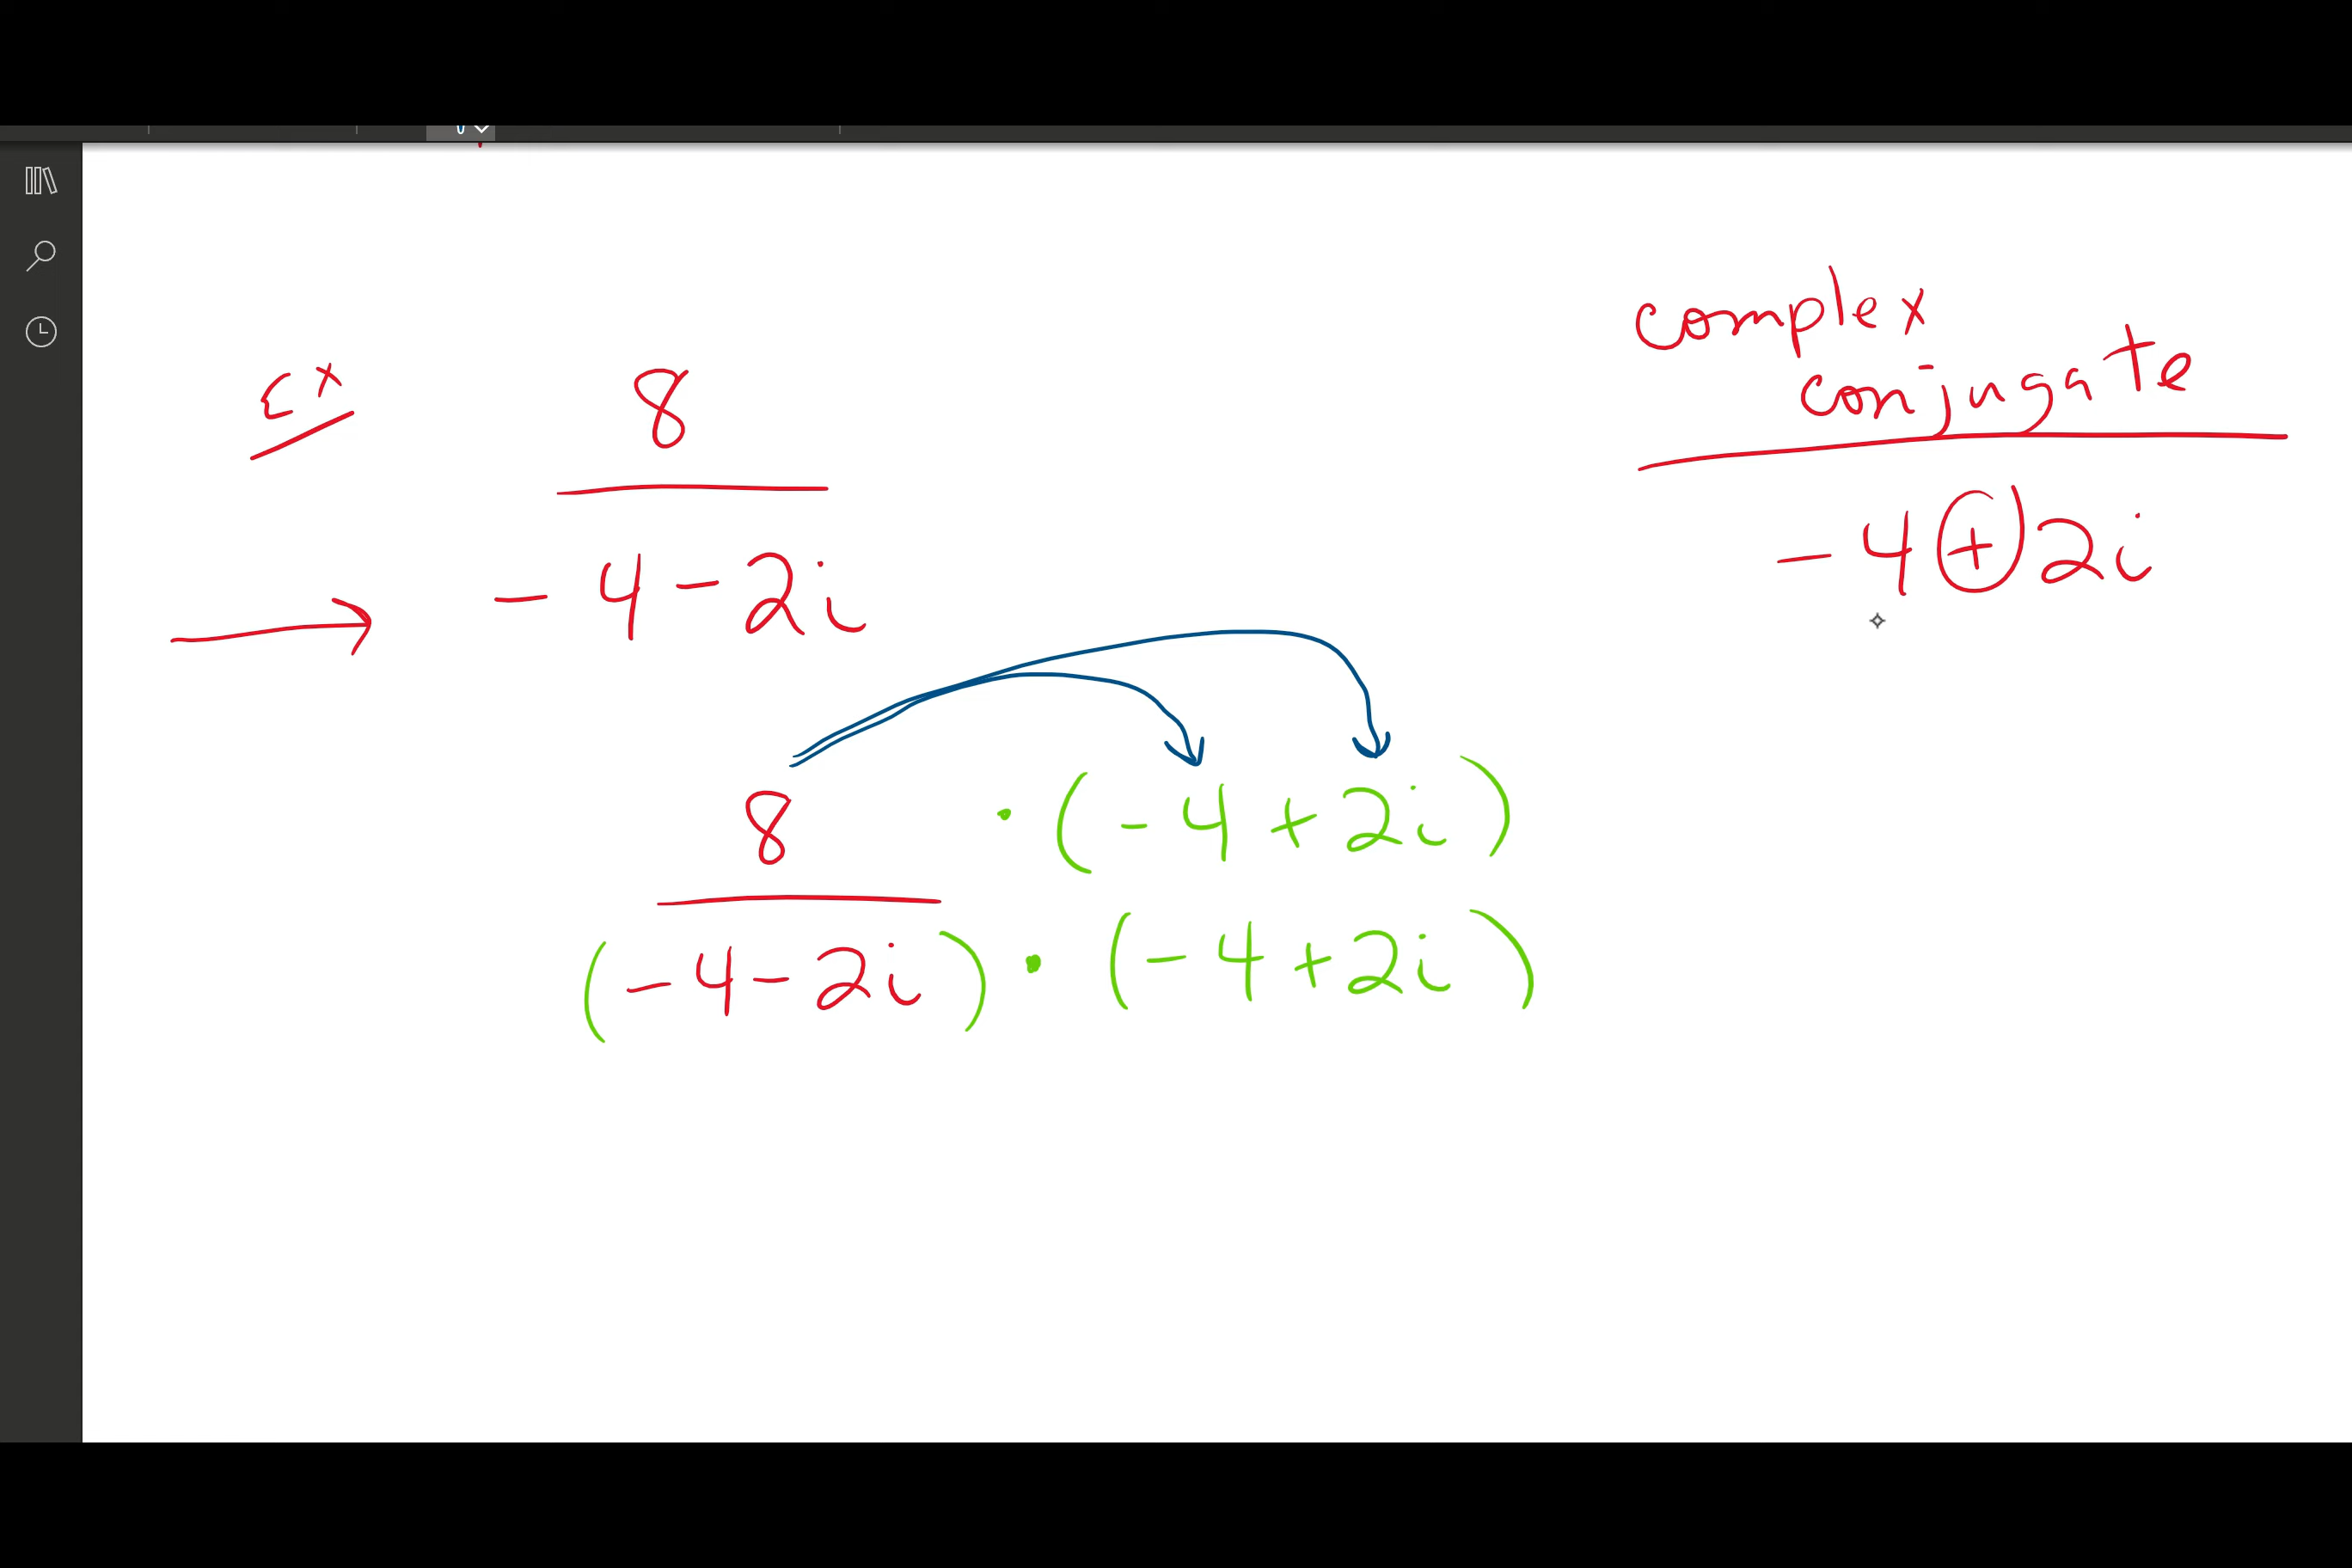 complex
conjugate
Ex
8
-4-2i
-4+2i
8 · (-4+2i)
(-4-2i) · (-4+2i)